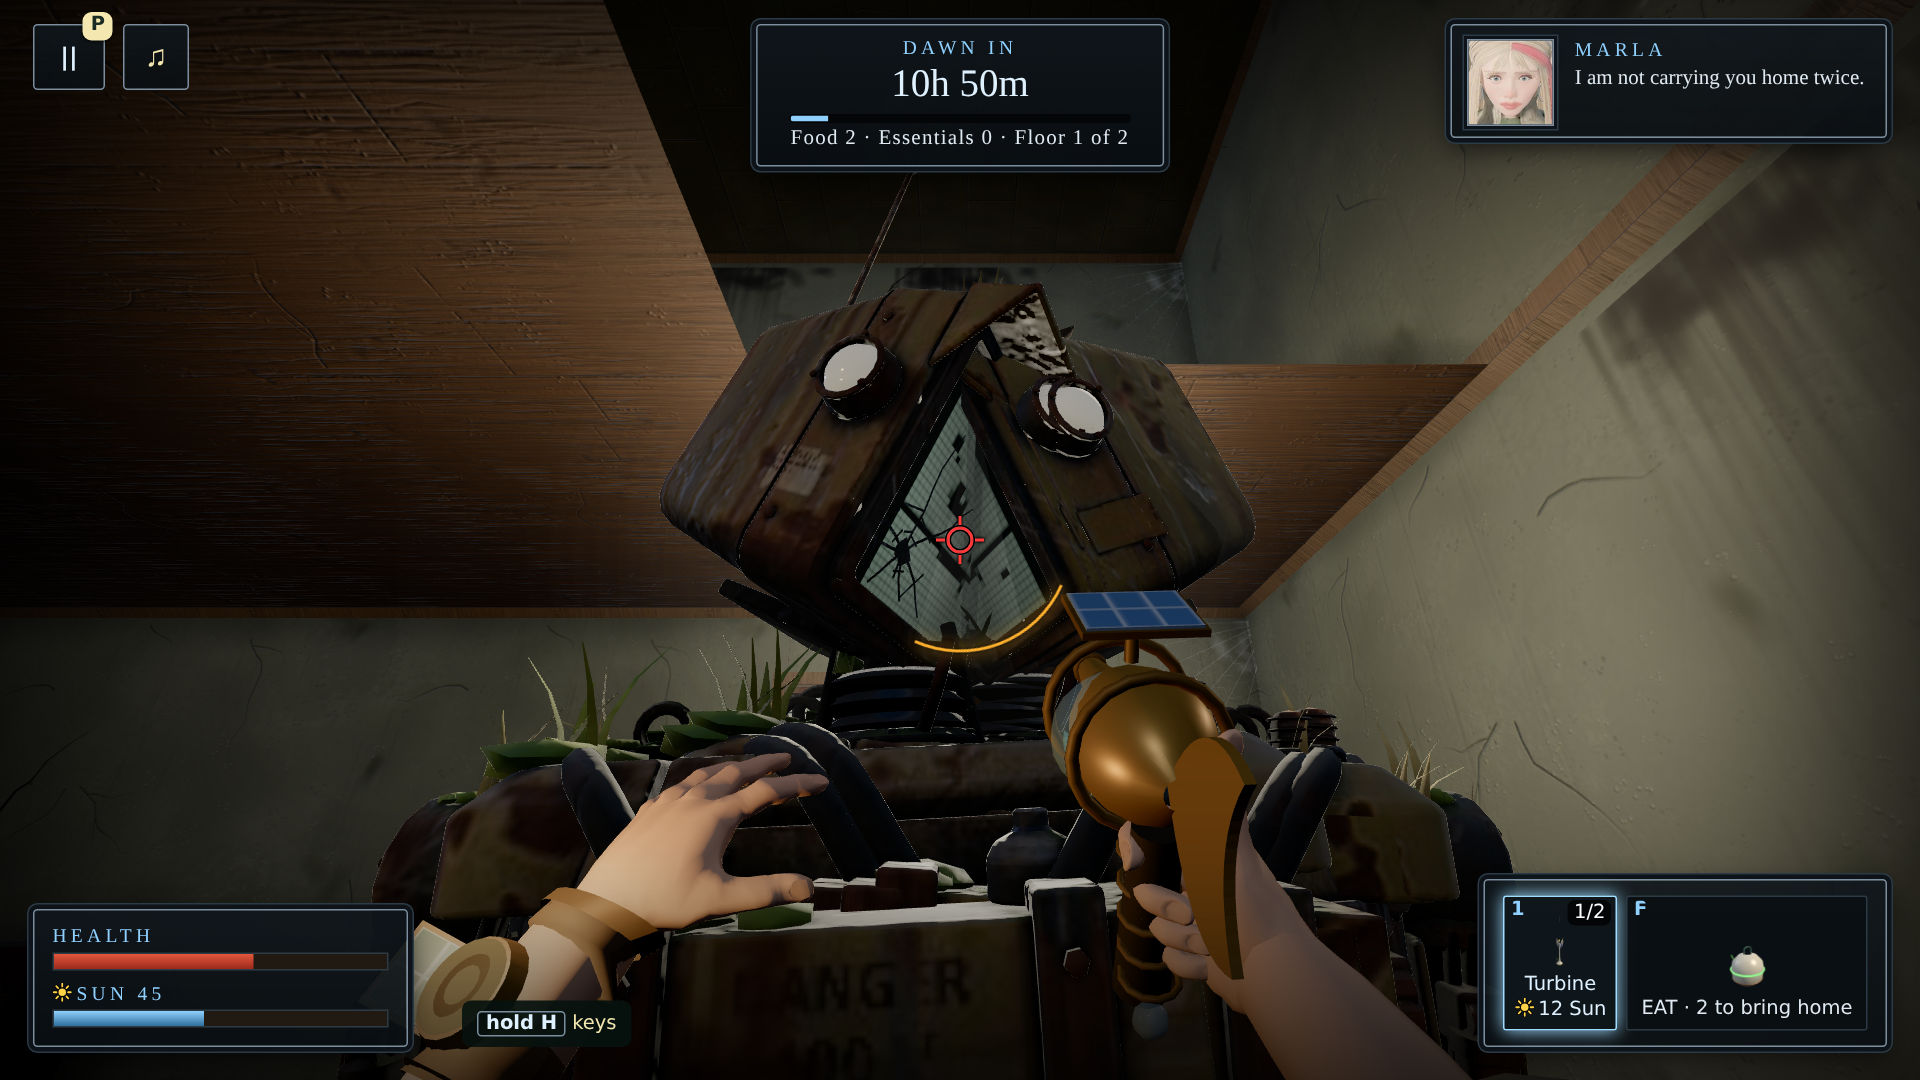 P
DAWN IN
10h 50m
Food 2 · Essentials 0 · Floor 1 of 2
MARLA
I am not carrying you home twice.
HEALTH
SUN 45
hold H keys
1
1/2
Turbine
12 Sun
F
EAT · 2 to bring home